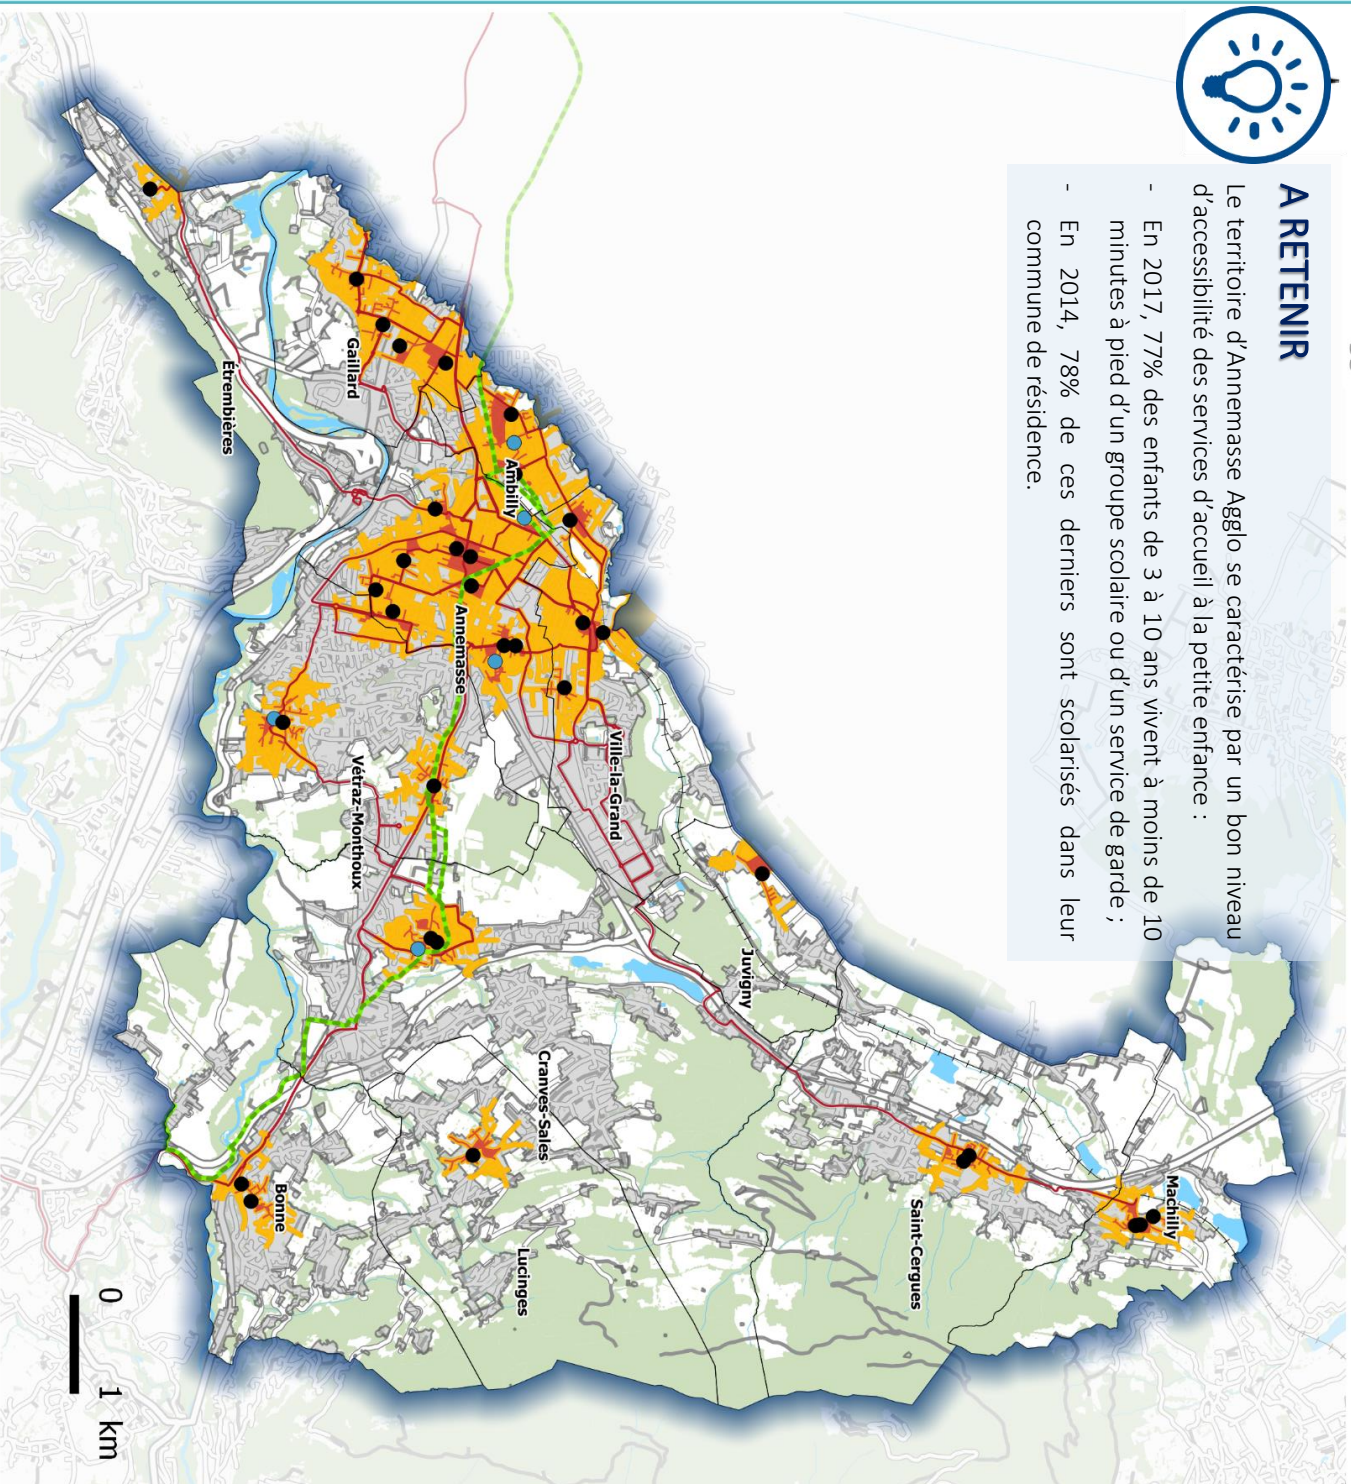 A RETENIR
Le territoire d'Annemasse Agglo se caractérise par un bon niveau
d'accessibilité des services d'accueil à la petite enfance :
- En 2017, 77% des enfants de 3 à 10 ans vivent à moins de 10
minutes à pied d'un groupe scolaire ou d'un service de garde ;
- En 2014, 78% de ces derniers sont scolarisés dans leur
commune de résidence.
Machilly
Saint-Cergues
Juvigny
Ville-la-Grand
Cranves-Sales
Lucinges
Ambilly
Annemasse
Gaillard
Vétraz-Monthoux
Bonne
Étrembières
0 1 km